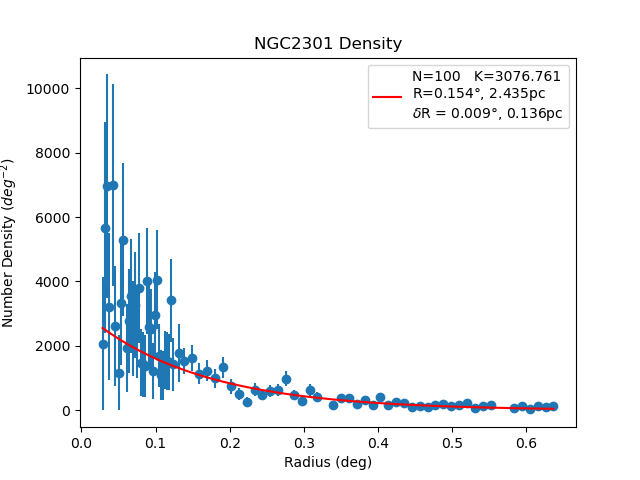 NGC2301 Density
N=100 K=3076.761
R=0.154°, 2.435pc
δR = 0.009°, 0.136pc
Number Density (deg⁻²)
10000
8000
6000
4000
2000
0
0.0 0.1 0.2 0.3 0.4 0.5 0.6
Radius (deg)